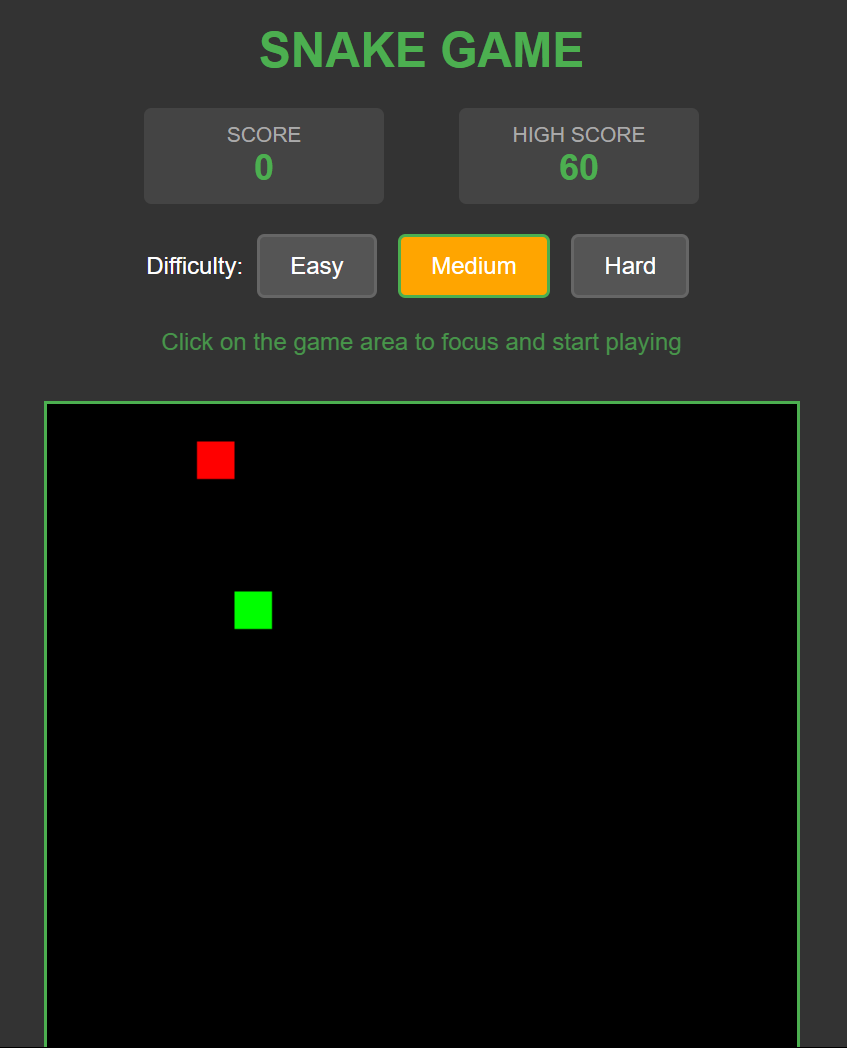 SNAKE GAME
SCORE
0
HIGH SCORE
60
Difficulty: Easy Medium Hard
Click on the game area to focus and start playing